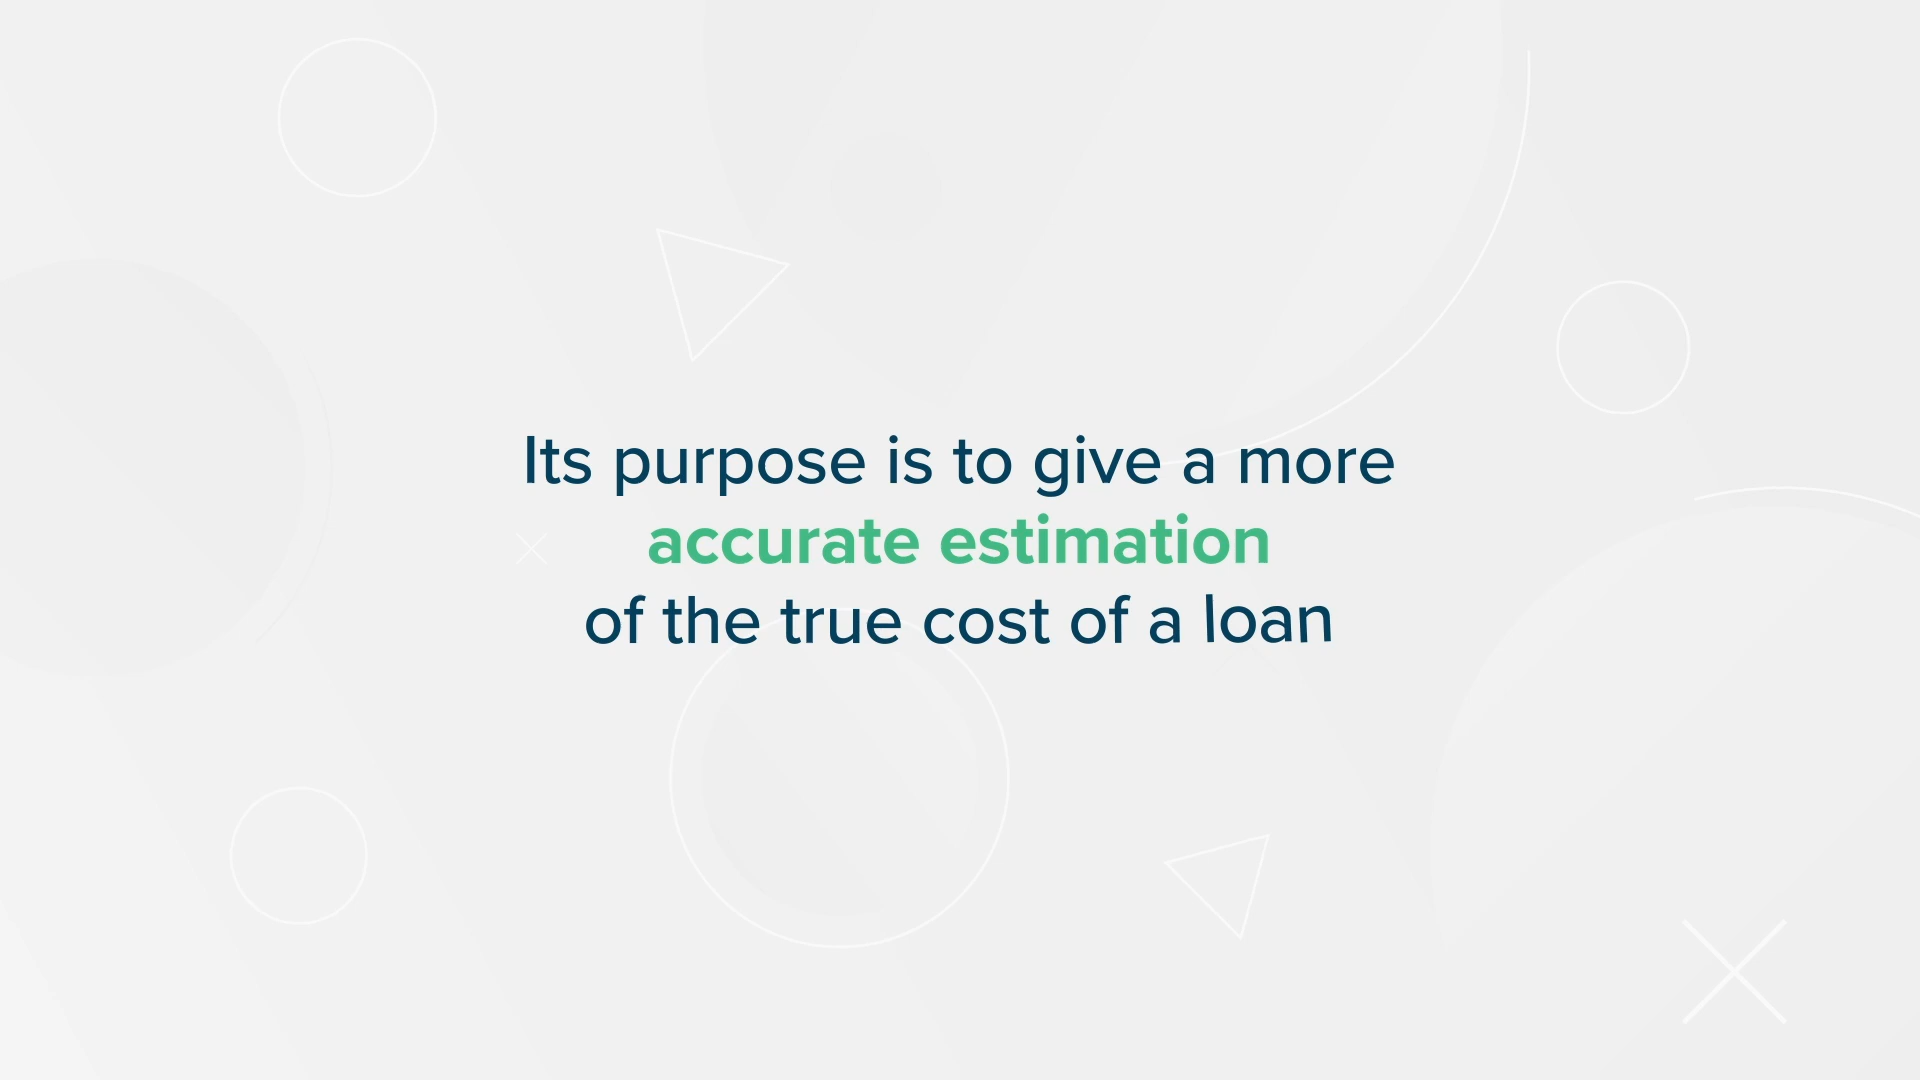 Its purpose is to give a more
accurate estimation
of the true cost of a loan